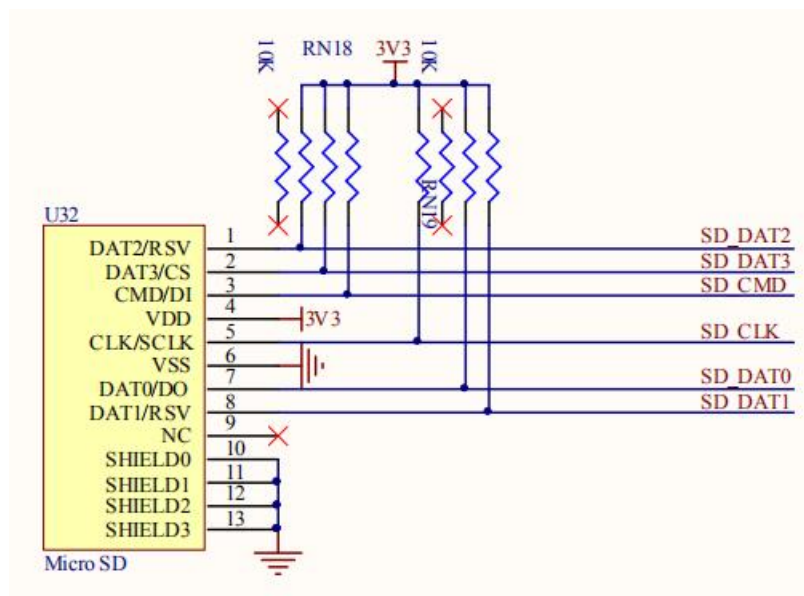 10K
RN18
3V3
10K
RN19
U32
DAT2/RSV 1 SD_DAT2
DAT3/CS 2 SD_DAT3
CMD/DI 3 SD_CMD
VDD 4 3V3
CLK/SCLK 5 SD_CLK
VSS 6
DAT0/DO 7 SD_DAT0
DAT1/RSV 8 SD_DAT1
NC 9
SHIELD0 10
SHIELD1 11
SHIELD2 12
SHIELD3 13
Micro SD